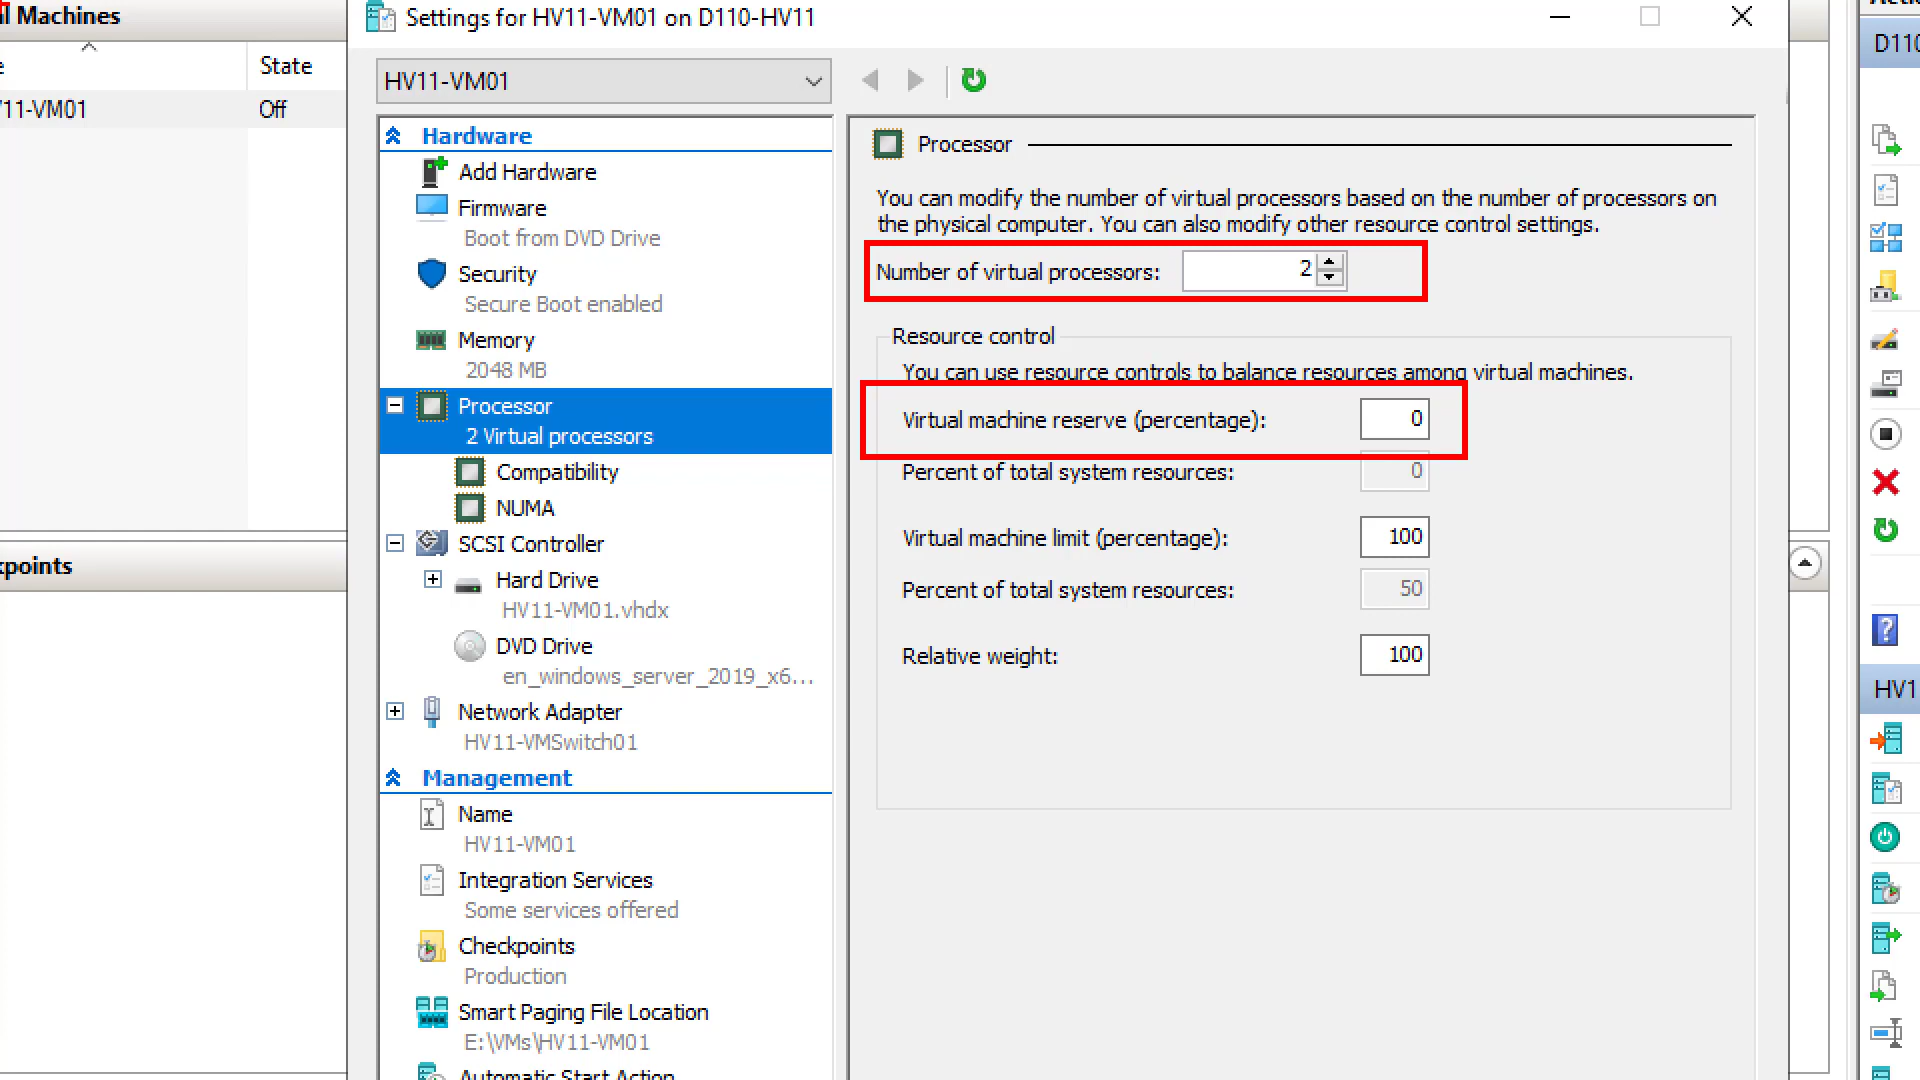 l Machines
State
11-VM01
Off
points
Settings for HV11-VM01 on D110-HV11
HV11-VM01
Hardware
Add Hardware
Firmware
Boot from DVD Drive
Security
Secure Boot enabled
Memory
2048 MB
Processor
2 Virtual processors
Compatibility
NUMA
SCSI Controller
Hard Drive
HV11-VM01.vhdx
DVD Drive
en_windows_server_2019_x6...
Network Adapter
HV11-VMSwitch01
Management
Name
HV11-VM01
Integration Services
Some services offered
Checkpoints
Production
Smart Paging File Location
E:\VMs\HV11-VM01
Automatic Start Action
Processor
You can modify the number of virtual processors based on the number of processors on
the physical computer. You can also modify other resource control settings.
Number of virtual processors: 2
Resource control
You can use resource controls to balance resources among virtual machines.
Virtual machine reserve (percentage): 0
Percent of total system resources: 0
Virtual machine limit (percentage): 100
Percent of total system resources: 50
Relative weight: 100
D110
HV1